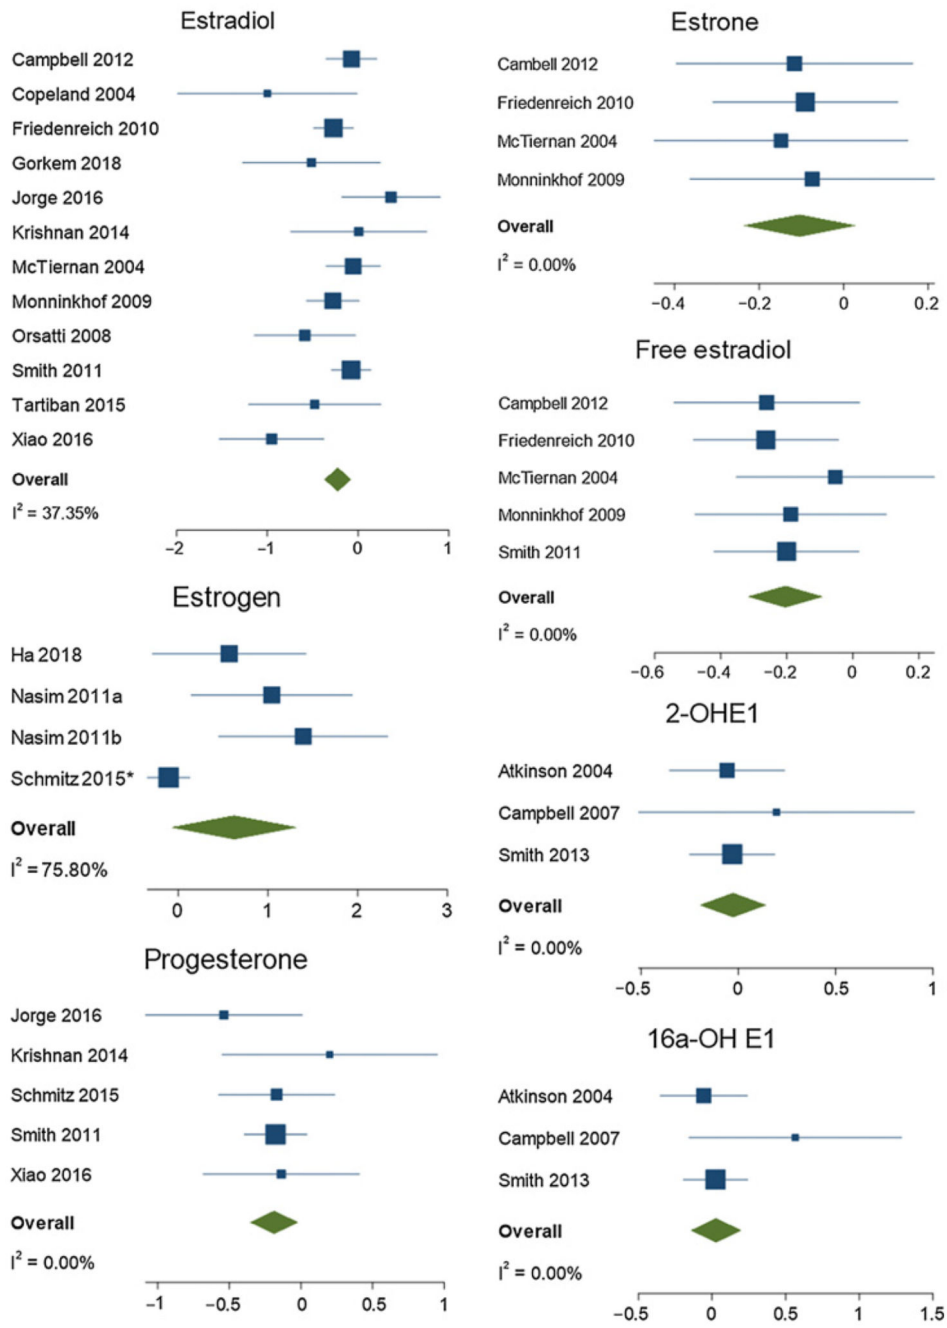 Estradiol
Campbell 2012
Copeland 2004
Friedenreich 2010
Gorkem 2018
Jorge 2016
Krishnan 2014
McTiernan 2004
Monninkhof 2009
Orsatti 2008
Smith 2011
Tartiban 2015
Xiao 2016
Overall
I² = 37.35%
−2 −1 0 1
Estrogen
Ha 2018
Nasim 2011a
Nasim 2011b
Schmitz 2015*
Overall
I² = 75.80%
0 1 2 3
Progesterone
Jorge 2016
Krishnan 2014
Schmitz 2015
Smith 2011
Xiao 2016
Overall
I² = 0.00%
−1 −0.5 0 0.5 1
Estrone
Cambell 2012
Friedenreich 2010
McTiernan 2004
Monninkhof 2009
Overall
I² = 0.00%
−0.4 −0.2 0 0.2
Free estradiol
Campbell 2012
Friedenreich 2010
McTiernan 2004
Monninkhof 2009
Smith 2011
Overall
I² = 0.00%
−0.6 −0.4 −0.2 0 0.2
2-OHE1
Atkinson 2004
Campbell 2007
Smith 2013
Overall
I² = 0.00%
−0.5 0 0.5 1
16a-OH E1
Atkinson 2004
Campbell 2007
Smith 2013
Overall
I² = 0.00%
−0.5 0 0.5 1 1.5